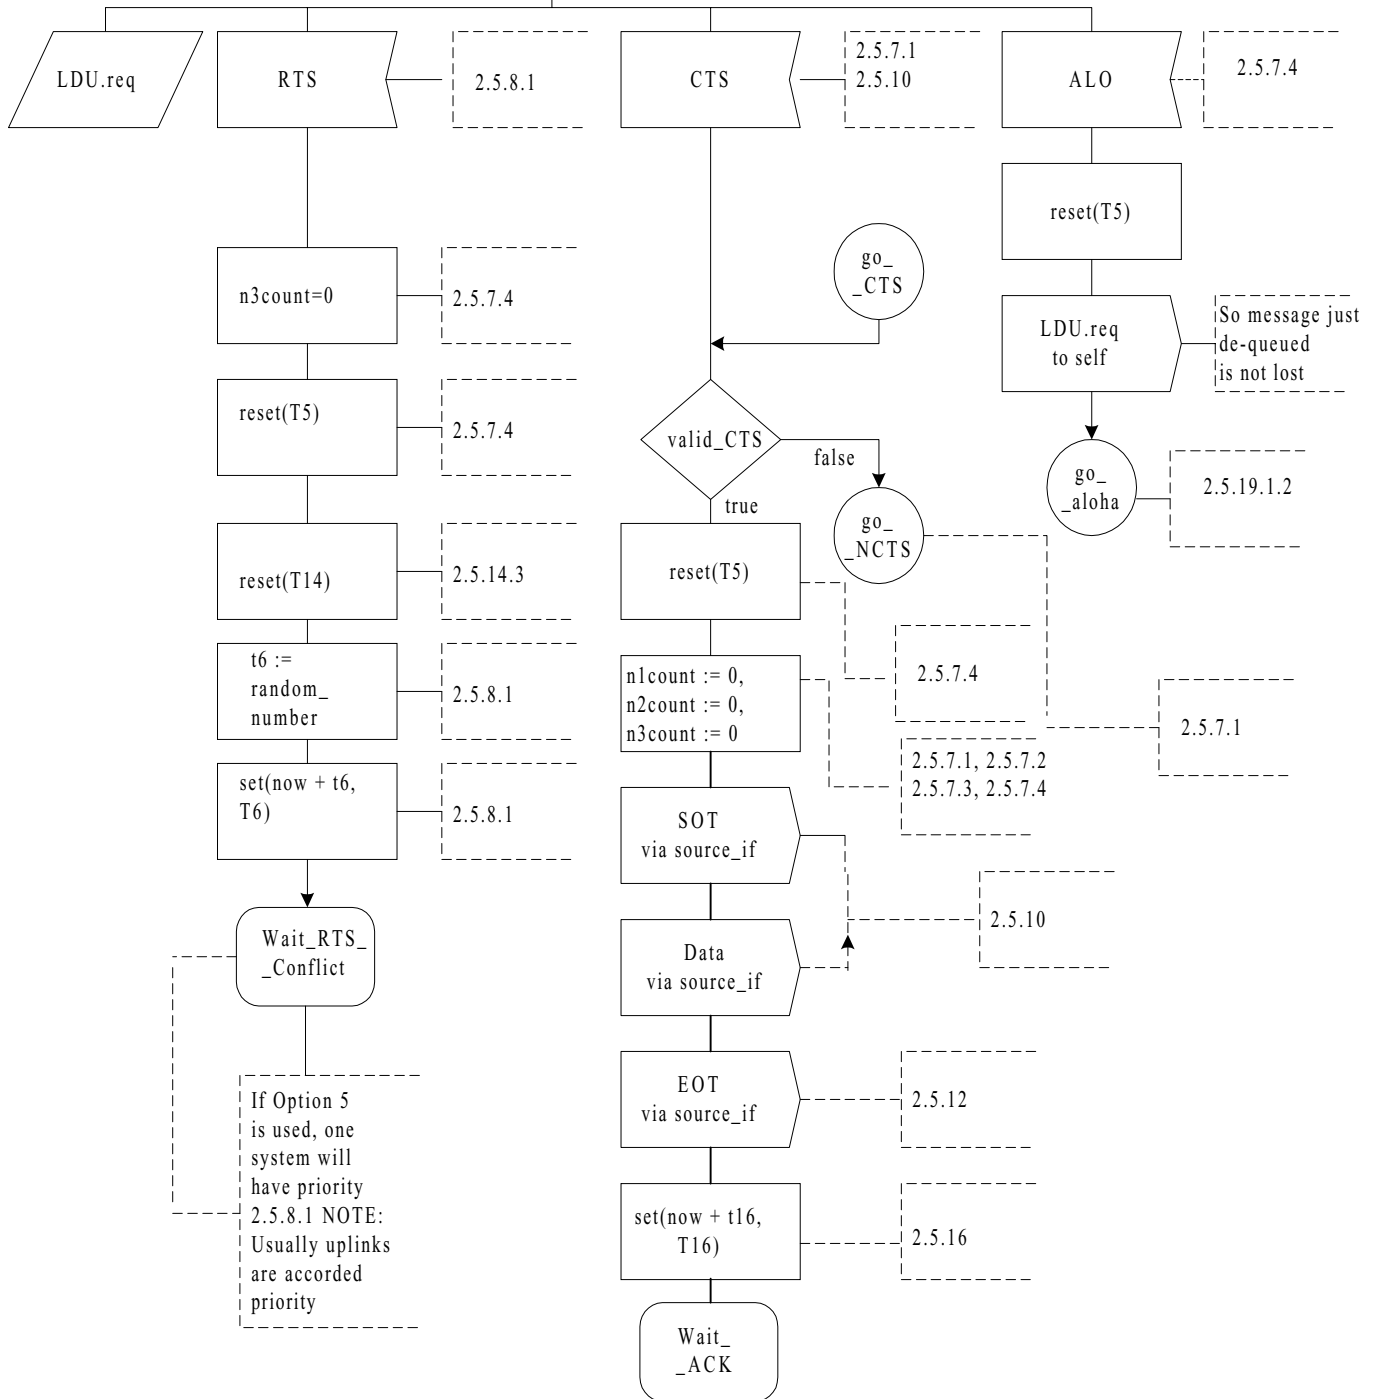 LDU.req
RTS
2.5.8.1
CTS
2.5.7.1
2.5.10
ALO
2.5.7.4
reset(T5)
n3count=0
2.5.7.4
go_
_CTS
LDU.req
to self
So message just
de-queued
is not lost
reset(T5)
2.5.7.4
valid_CTS
false
true
go_
_NCTS
go_
_aloha
2.5.19.1.2
reset(T14)
2.5.14.3
reset(T5)
2.5.7.4
t6 :=
random_
number
2.5.8.1
n1count := 0,
n2count := 0,
n3count := 0
2.5.7.1
2.5.7.1, 2.5.7.2
2.5.7.3, 2.5.7.4
set(now + t6,
T6)
2.5.8.1
SOT
via source_if
2.5.10
Wait_RTS_
_Conflict
Data
via source_if
If Option 5
is used, one
system will
have priority
2.5.8.1 NOTE:
Usually uplinks
are accorded
priority
EOT
via source_if
2.5.12
set(now + t16,
T16)
2.5.16
Wait_
_ACK